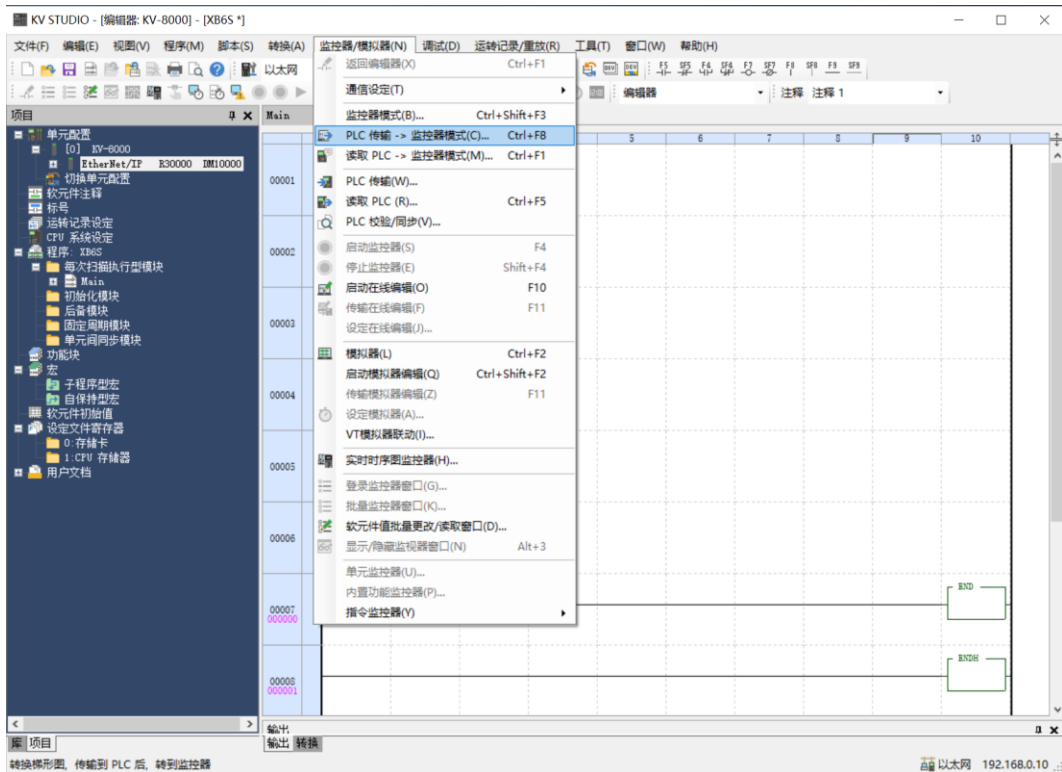 KV STUDIO - [编辑器: KV-8000] - [XB6S *]
文件(F) 编辑(E) 视图(V) 程序(M) 脚本(S) 转换(A) 监控器/模拟器(N) 调试(D) 运转记录/重放(R) 工具(T) 窗口(W) 帮助(H)
以太网
F5 SF5 F4 SF4 F7 SF7 F8 SF8 F9 SF9
编辑器 注释 注释 1
项目
单元配置
[0] KV-8000
EtherNet/IP R30000 DM10000
切换单元配置
软元件注释
标号
运转记录设定
CPU 系统设定
程序: XB6S
每次扫描执行型模块
Main
初始化模块
后备模块
固定周期模块
单元间同步模块
功能块
宏
子程序型宏
自保持型宏
软元件初始值
设定文件寄存器
0:存储卡
1:CPU 存储器
用户文档
库 项目
Main
返回编辑器(X) Ctrl+F1
通信设定(T)
监控器模式(B)... Ctrl+Shift+F3
PLC 传输 -> 监控器模式(C)... Ctrl+F8
读取 PLC -> 监控器模式(M)... Ctrl+F1
PLC 传输(W)...
读取 PLC (R)... Ctrl+F5
PLC 校验/同步(V)...
启动监控器(S) F4
停止监控器(E) Shift+F4
启动在线编辑(O) F10
传输在线编辑(F) F11
设定在线编辑(J)...
模拟器(L) Ctrl+F2
启动模拟器编辑(Q) Ctrl+Shift+F2
传输模拟器编辑(Z) F11
设定模拟器(A)...
VT模拟器联动(I)...
实时时序图监控器(H)...
登录监控器窗口(G)...
批量监控器窗口(K)...
软元件值批量更改/读取窗口(D)...
显示/隐藏监视器窗口(N) Alt+3
单元监控器(U)...
内置功能监控器(P)...
指令监控器(Y)
5 6 7 8 9 10
00001
00002
00003
00004
00005
00006
00007
000000
END
00008
000001
ENDH
输出
输出 转换
转换梯形图, 传输到 PLC 后, 转到监控器
以太网 192.168.0.10